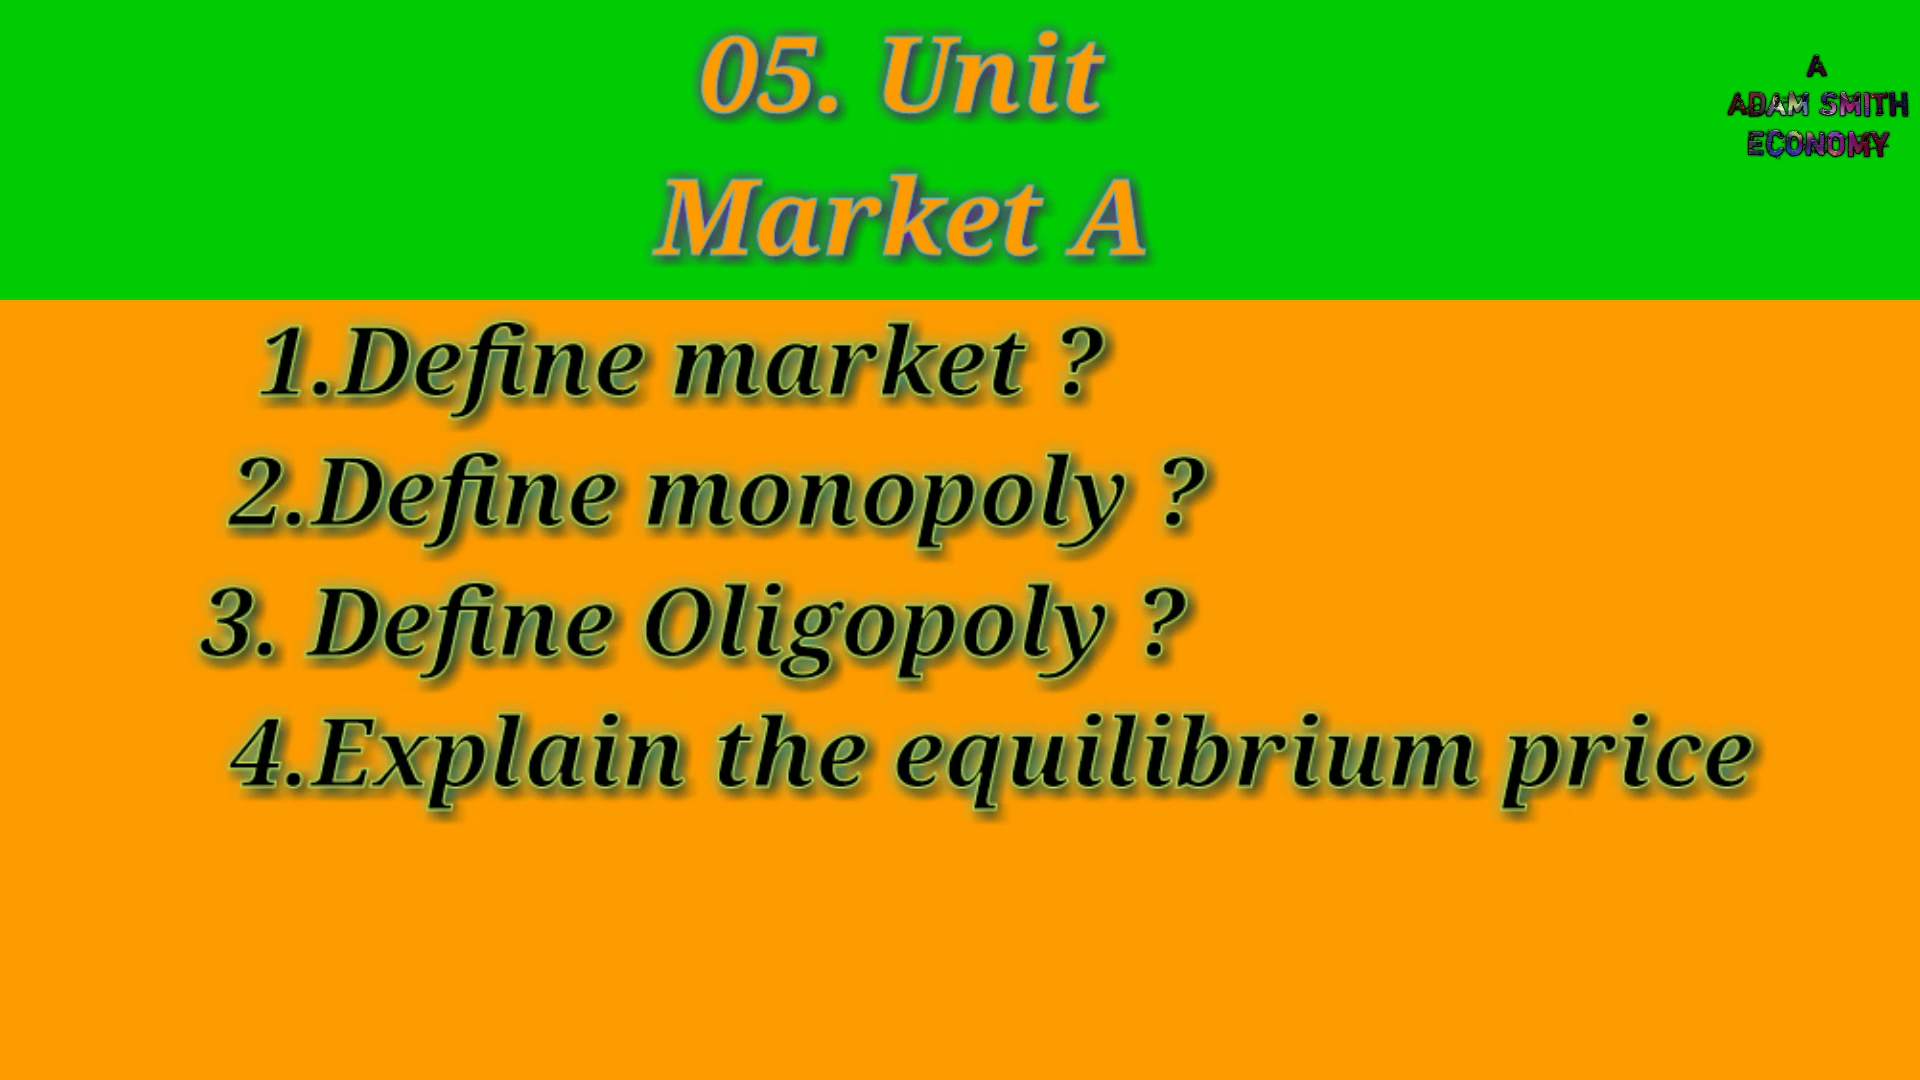 05. Unit
Market A
A
ADAM SMITH
ECONOMY
1.Define market ?
2.Define monopoly ?
3. Define Oligopoly ?
4.Explain the equilibrium price